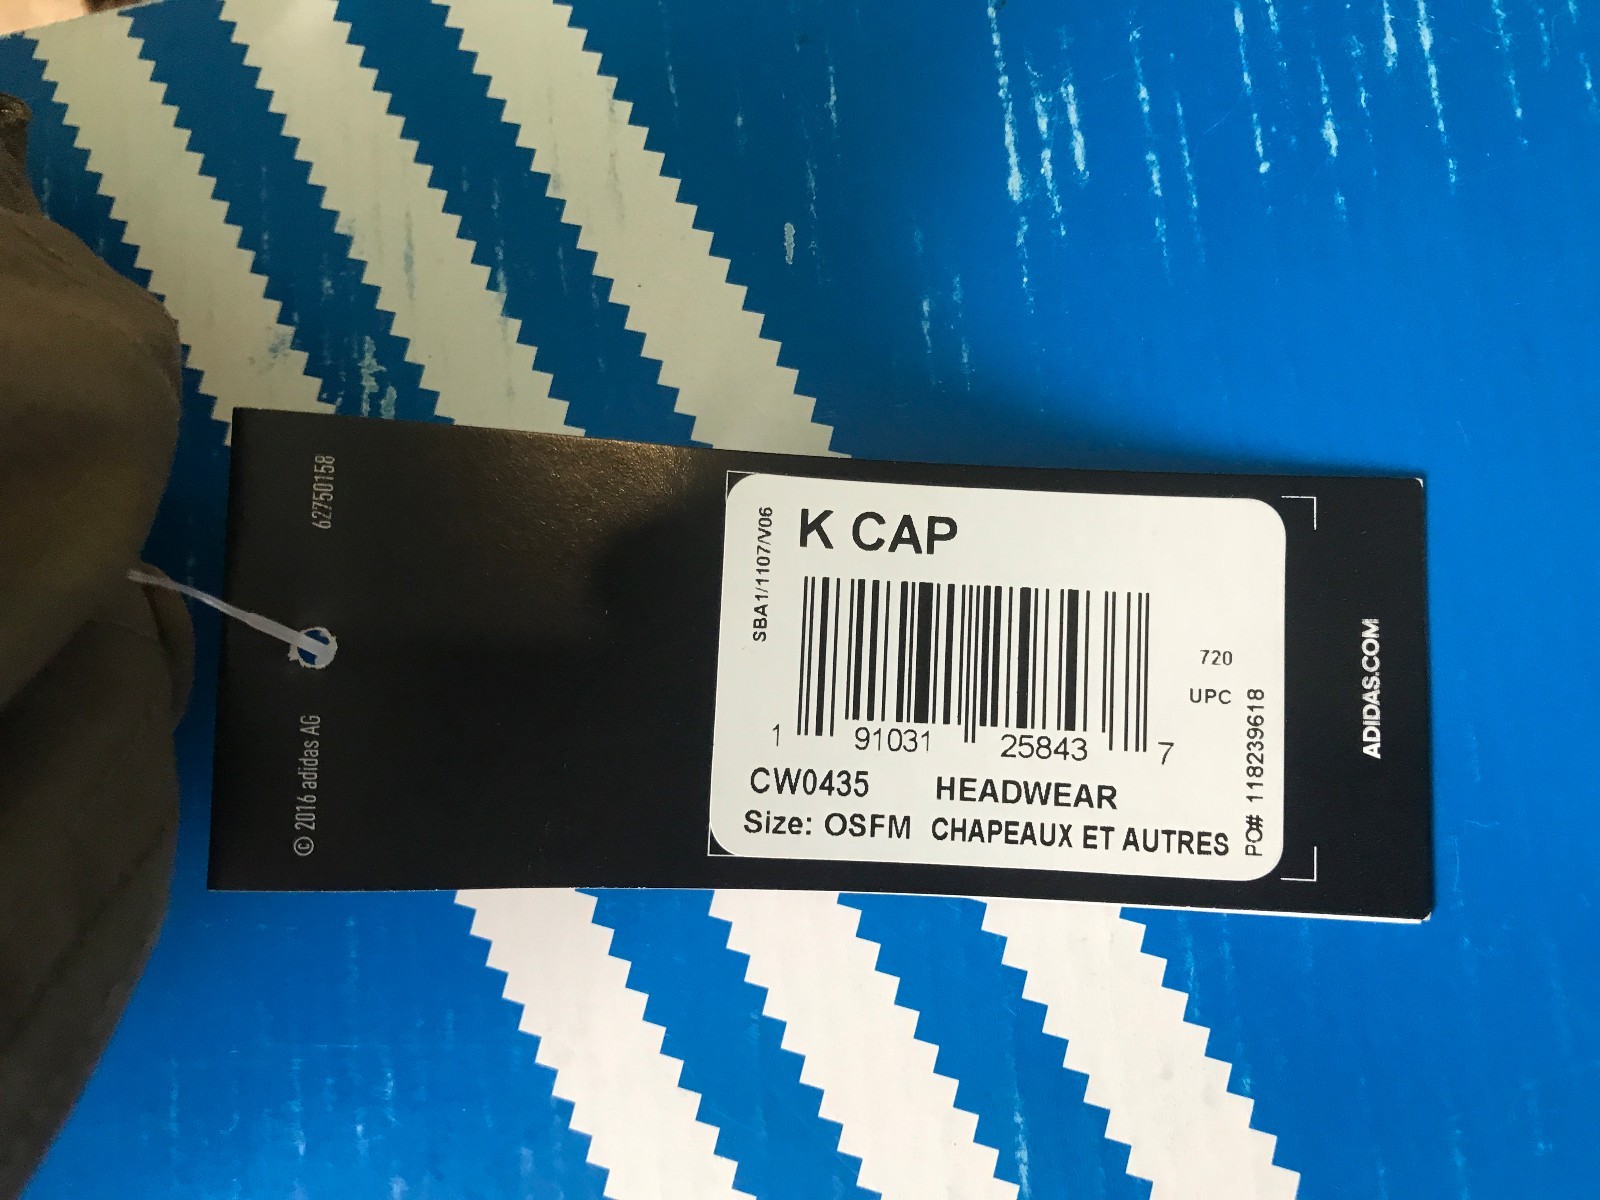 62750158
© 2016 adidas AG
SBA1/1107/V06
K CAP
1 91031 25843 7
720
UPC
PO# 118239618
CW0435 HEADWEAR
Size: OSFM CHAPEAUX ET AUTRES
ADIDAS.COM